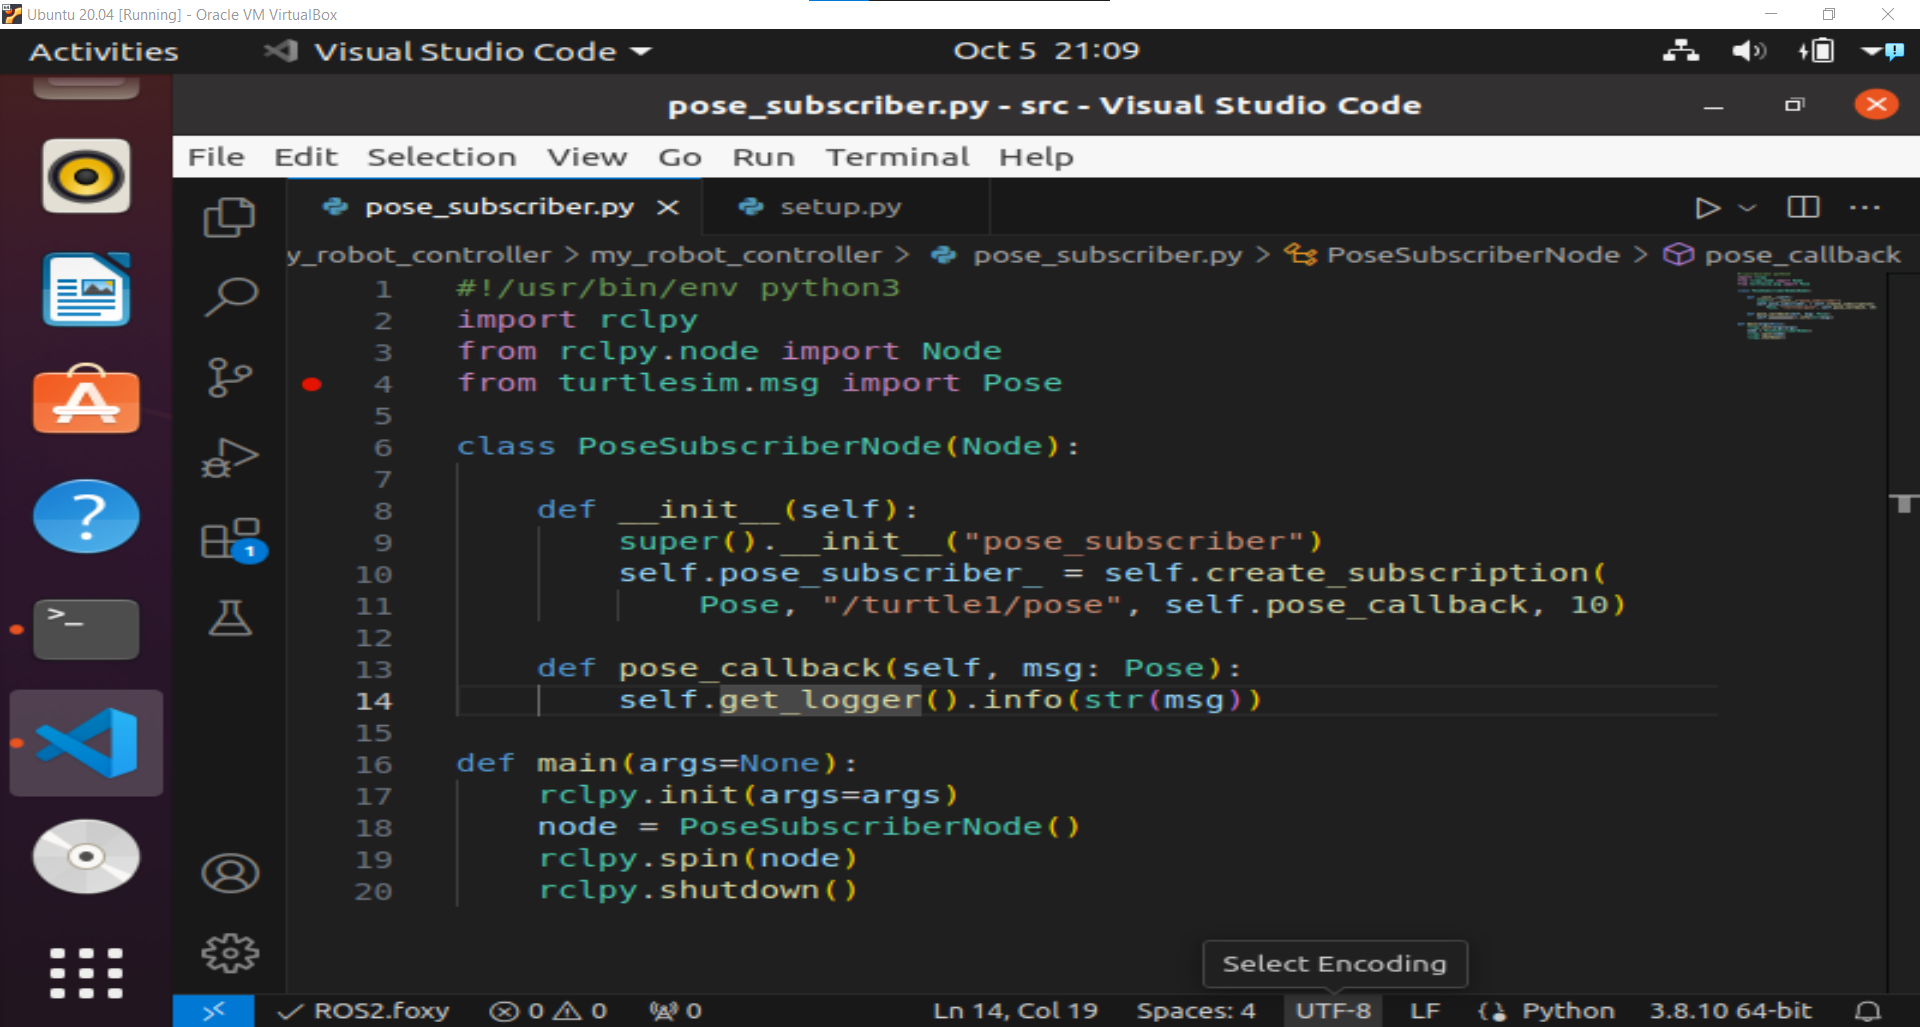 Ubuntu 20.04 [Running] - Oracle VM VirtualBox
Activities Visual Studio Code Oct 5 21:09
pose_subscriber.py - src - Visual Studio Code
File Edit Selection View Go Run Terminal Help
pose_subscriber.py setup.py
y_robot_controller > my_robot_controller > pose_subscriber.py > PoseSubscriberNode > pose_callback
1 #!/usr/bin/env python3
2 import rclpy
3 from rclpy.node import Node
4 from turtlesim.msg import Pose
5
6 class PoseSubscriberNode(Node):
7
8 def __init__(self):
9 super().__init__("pose_subscriber")
10 self.pose_subscriber_ = self.create_subscription(
11 Pose, "/turtle1/pose", self.pose_callback, 10)
12
13 def pose_callback(self, msg: Pose):
14 self.get_logger().info(str(msg))
15
16 def main(args=None):
17 rclpy.init(args=args)
18 node = PoseSubscriberNode()
19 rclpy.spin(node)
20 rclpy.shutdown()
1
Select Encoding
ROS2.foxy 0 0 0 Ln 14, Col 19 Spaces: 4 UTF-8 LF Python 3.8.10 64-bit